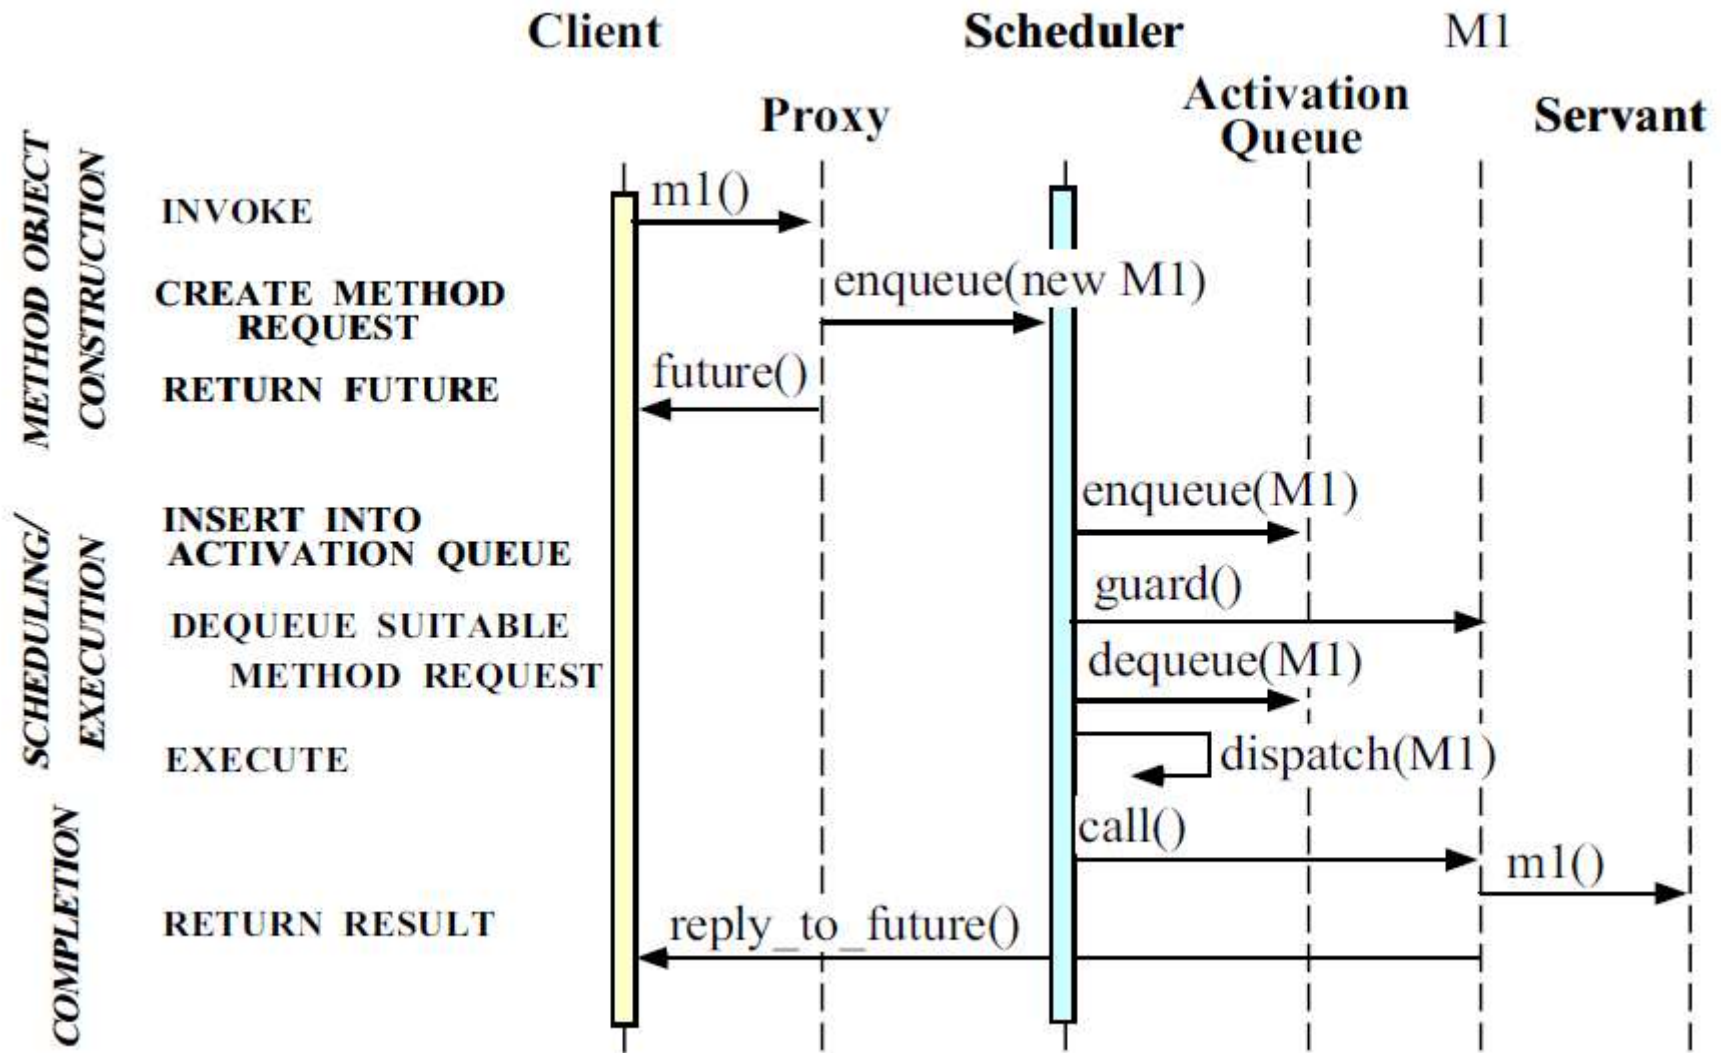 Client
Scheduler
M1
Proxy
Activation
Queue
Servant
METHOD OBJECT
CONSTRUCTION
INVOKE
m1()
CREATE METHOD
REQUEST
enqueue(new M1)
RETURN FUTURE
future()
SCHEDULING/
EXECUTION
INSERT INTO
ACTIVATION QUEUE
enqueue(M1)
guard()
DEQUEUE SUITABLE
METHOD REQUEST
dequeue(M1)
EXECUTE
dispatch(M1)
COMPLETION
call()
m1()
RETURN RESULT
reply_to_future()